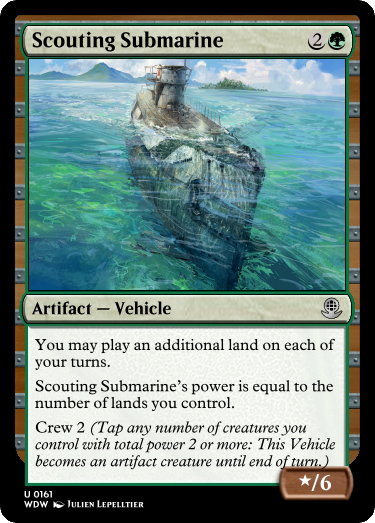 Scouting Submarine 2
Artifact — Vehicle
You may play an additional land on each of
your turns.
Scouting Submarine's power is equal to the
number of lands you control.
Crew 2 (Tap any number of creatures you
control with total power 2 or more: This Vehicle
becomes an artifact creature until end of turn.)
★/6
U 0161
WDW Julien Lepelltier